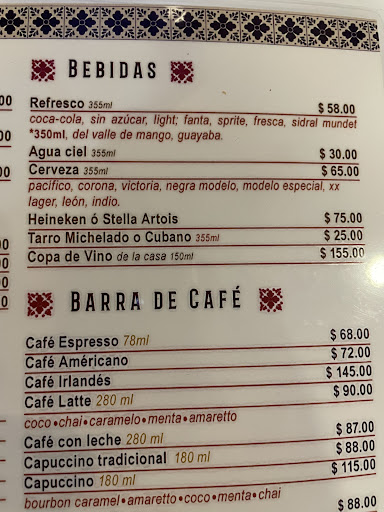 BEBIDAS
Refresco 355ml $ 58.00
coca-cola, sin azúcar, light; fanta, sprite, fresca, sidral mundet
*350ml, del valle de mango, guayaba.
Agua ciel 355ml $ 30.00
Cerveza 355ml $ 65.00
pacifico, corona, victoria, negra modelo, modelo especial, xx
lager, león, indio.
Heineken ó Stella Artois $ 75.00
Tarro Michelado o Cubano 355ml $ 25.00
Copa de Vino de la casa 150ml $ 155.00
BARRA DE CAFÉ
Café Espresso 78ml $ 68.00
Café Américano $ 72.00
Café Irlandés $ 145.00
Café Latte 280 ml $ 90.00
coco•chai•caramelo•menta•amaretto
Café con leche 280 ml $ 87.00
Capuccino tradicional 180 ml $ 88.00
Capuccino 180 ml $ 115.00
bourbon caramel•amaretto•coco•menta•chai
$ 88.00